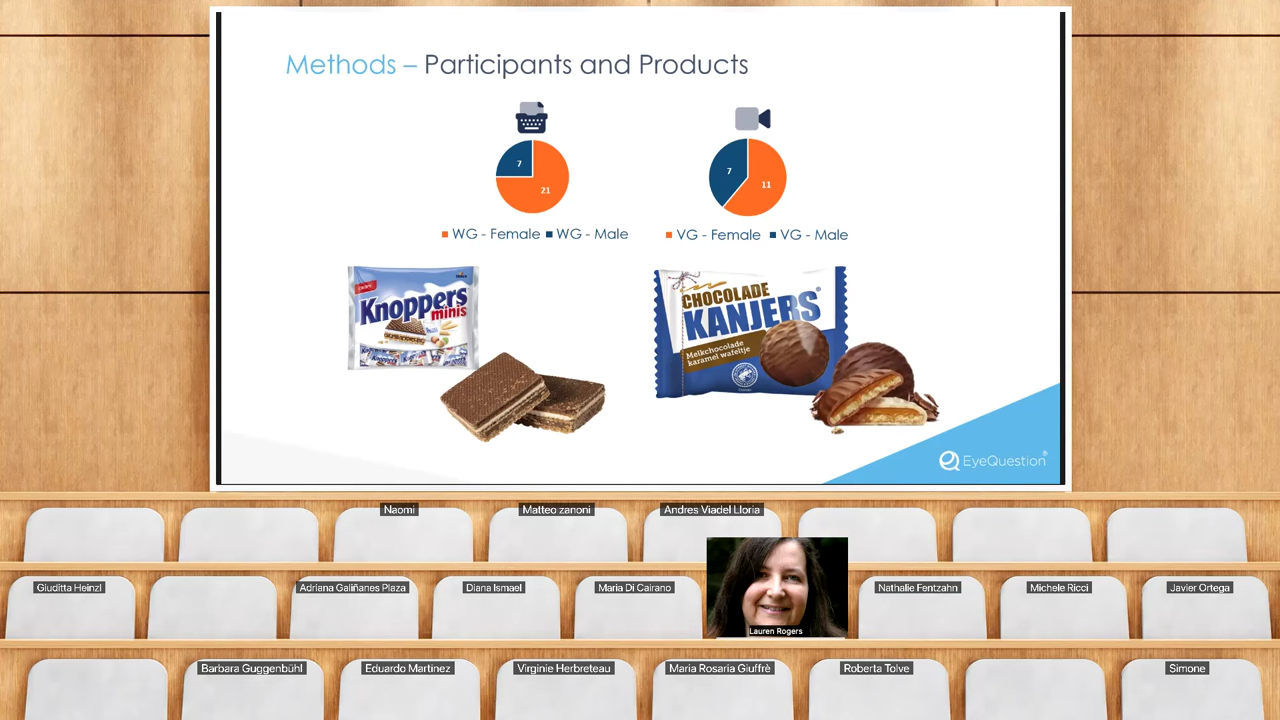 Methods – Participants and Products
7
21
7
11
WG - Female WG - Male
VG - Female VG - Male
Knoppers
minis
CHOCOLADE
KANJERS®
Melkchocolade
karamel wafeltje
EyeQuestion®
Naomi
Matteo zanoni
Andres Viadel Lloria
Giuditta Heinzl
Adriana Galiñanes Plaza
Diana Ismael
Maria Di Cairano
Lauren Rogers
Nathalie Fentzahn
Michele Ricci
Javier Ortega
Barbara Guggenbühl
Eduardo Martinez
Virginie Herbreteau
Maria Rosaria Giuffrè
Roberta Tolve
Simone